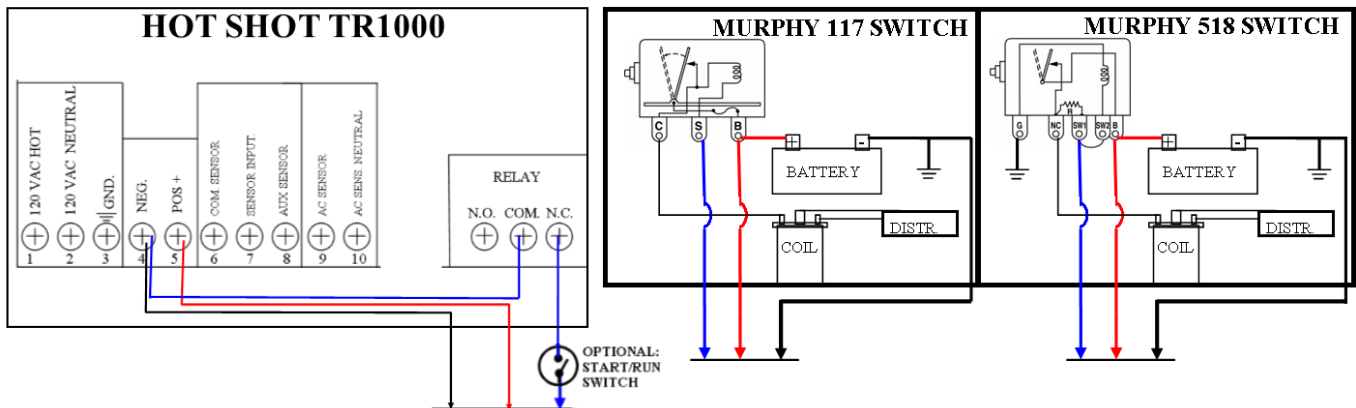 HOT SHOT TR1000
120 VAC HOT
120 VAC NEUTRAL
GND.
NEG.
POS +
COM. SENSOR
SENSOR INPUT.
AUX SENSOR
AC SENSOR
AC SENS. NEUTRAL
1 2 3 4 5 6 7 8 9 10
RELAY
N.O. COM. N.C.
OPTIONAL:
START/RUN
SWITCH
MURPHY 117 SWITCH
C S B
+ -
BATTERY
COIL
DISTR.
MURPHY 518 SWITCH
R
G NC SW1 SW2 B
+ -
BATTERY
COIL
DISTR.